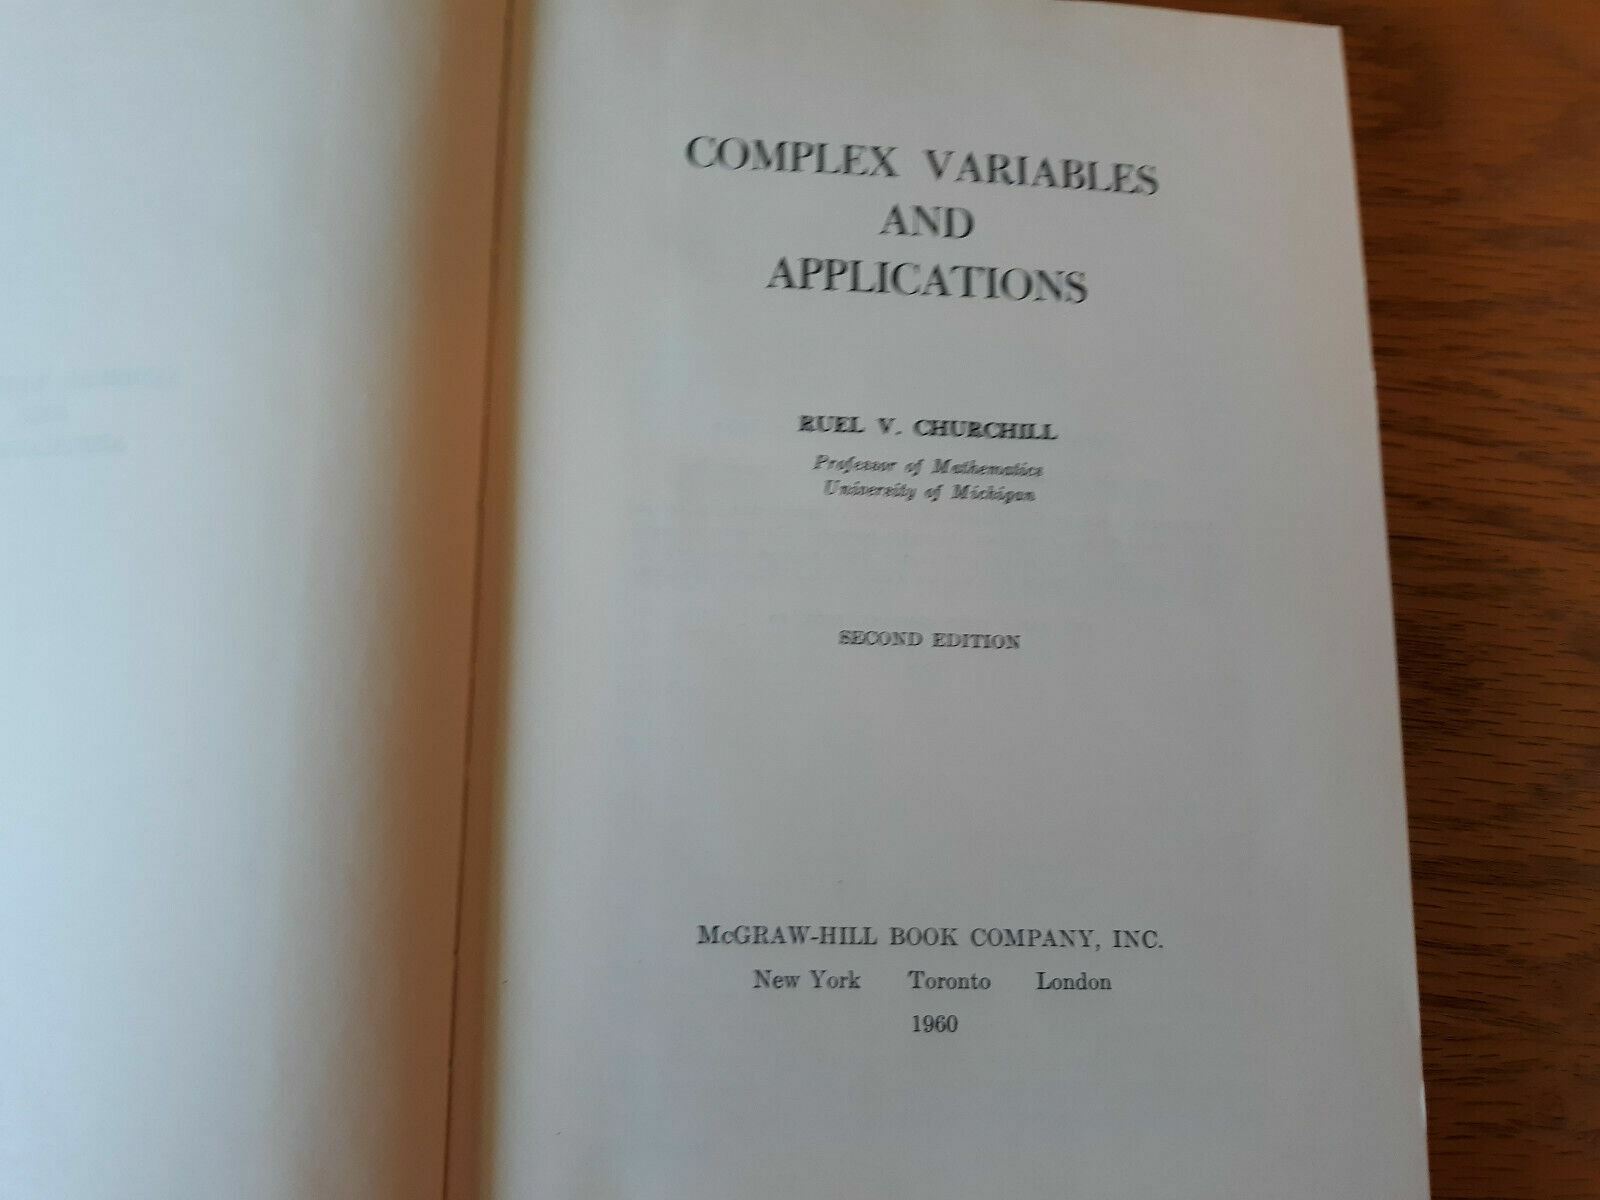 COMPLEX VARIABLES
AND
APPLICATIONS
RUEL V. CHURCHILL
Professor of Mathematics
University of Michigan
SECOND EDITION
McGRAW-HILL BOOK COMPANY, INC.
New York Toronto London
1960